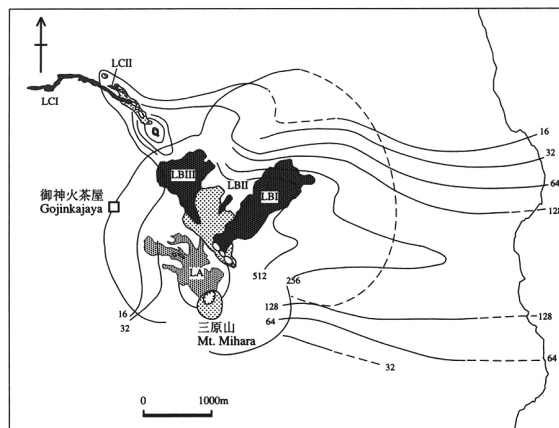 LCII
LCI
16
32
64
128
LBIII
LBII
LBI
御神火茶屋
Gojinkajaya
LA
512
256
16
32
128
64
128
64
32
三原山
Mt. Mihara
0
1000m